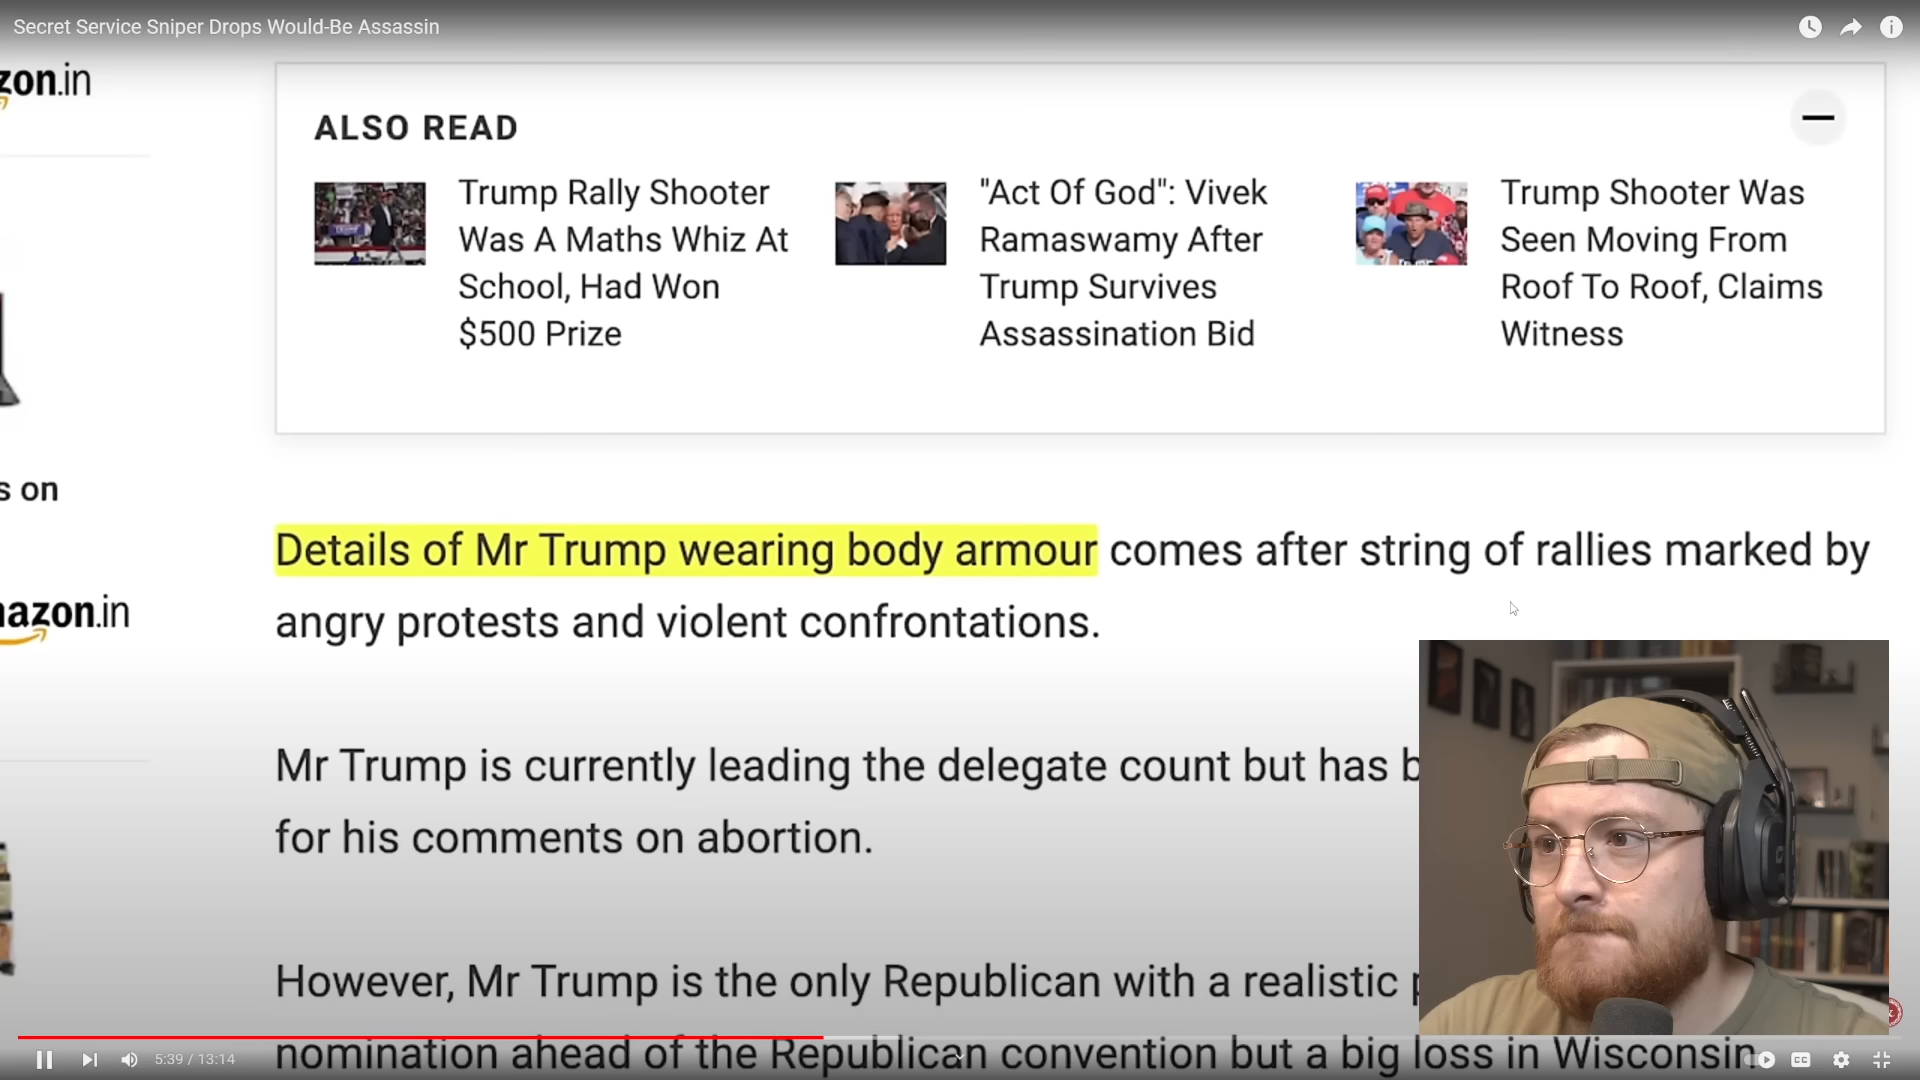 Secret Service Sniper Drops Would-Be Assassin
zon.in
ALSO READ
Trump Rally Shooter
Was A Maths Whiz At
School, Had Won
$500 Prize
"Act Of God": Vivek
Ramaswamy After
Trump Survives
Assassination Bid
Trump Shooter Was
Seen Moving From
Roof To Roof, Claims
Witness
s on
Details of Mr Trump wearing body armour comes after string of rallies marked by
angry protests and violent confrontations.
azon.in
Mr Trump is currently leading the delegate count but has b
for his comments on abortion.
However, Mr Trump is the only Republican with a realistic
nomination ahead of the Republican convention but a big loss in Wisconsin
5:39 / 13:14
CC